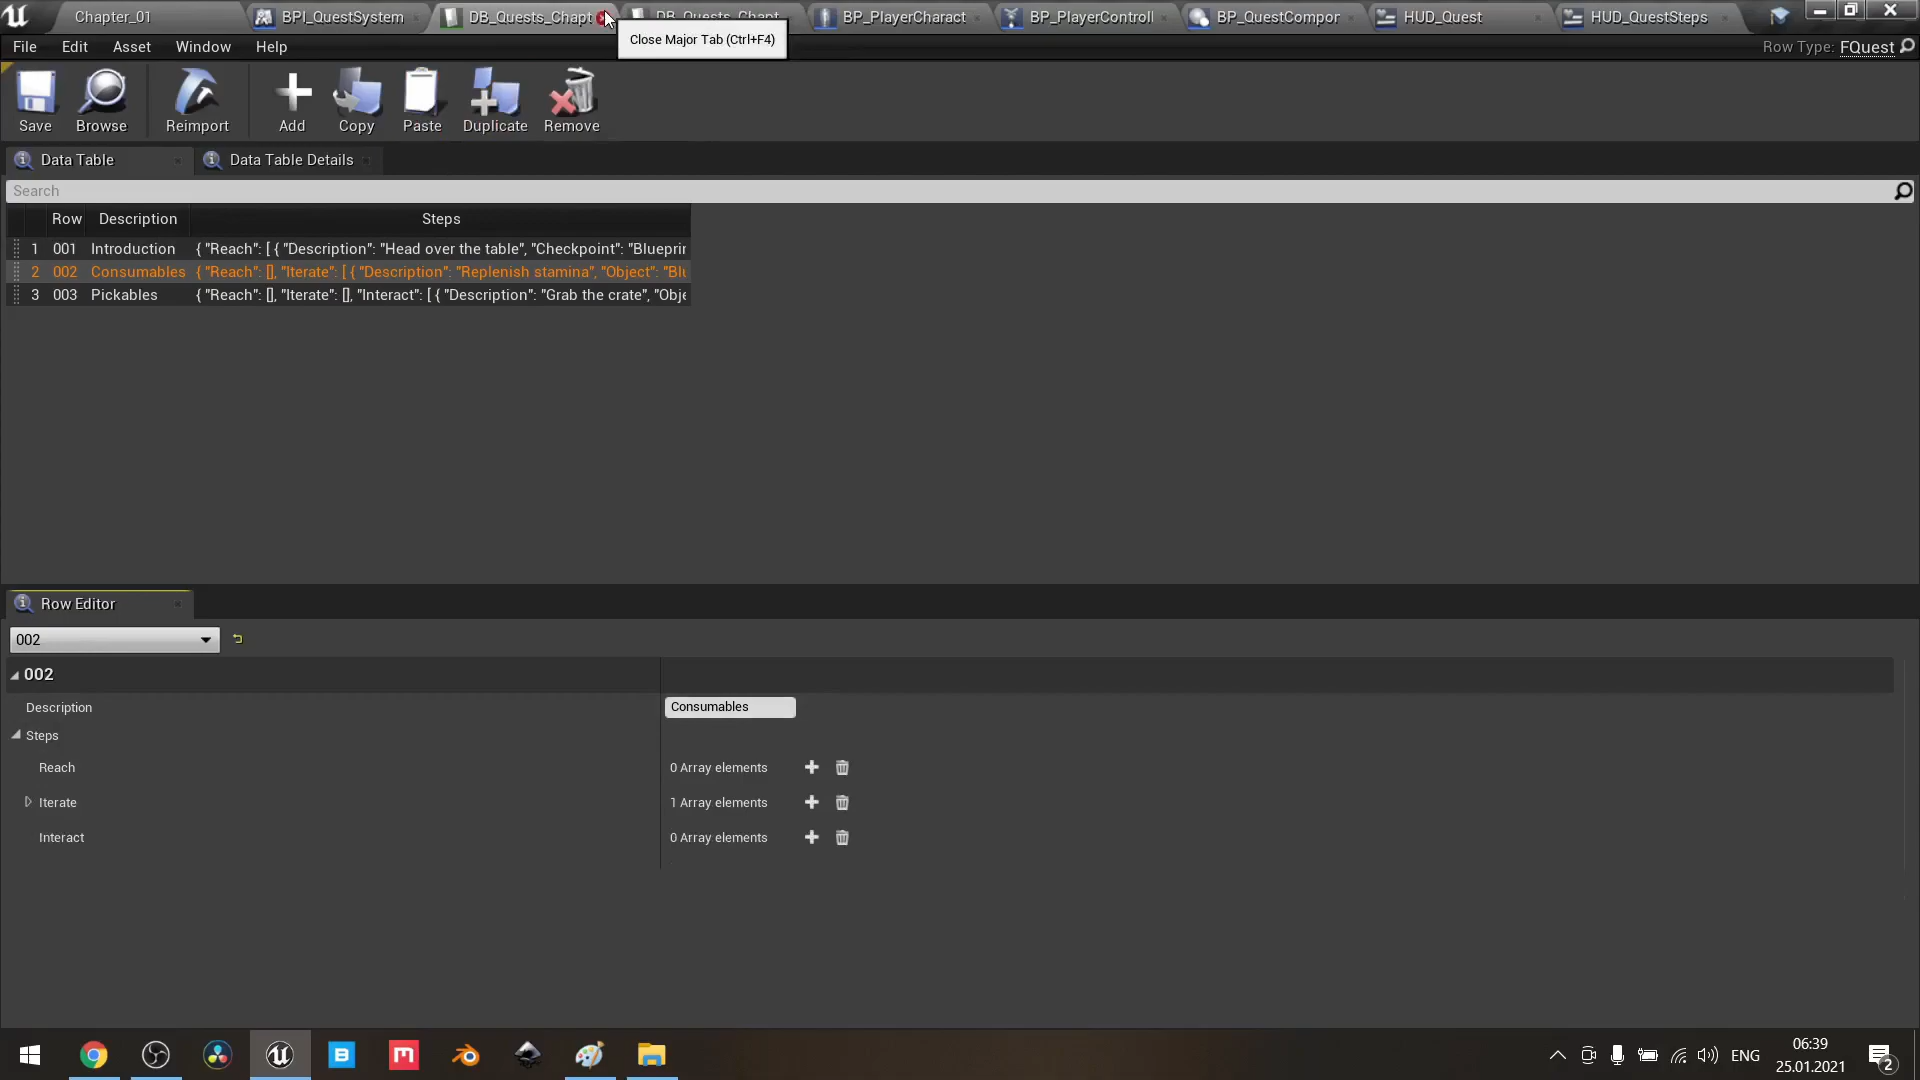 Chapter_01
BPI_QuestSystem
DB_Quests_Chapt
DB_Quests_Chapt
BP_PlayerCharact
BP_PlayerControll
BP_QuestCompor
HUD_Quest
HUD_QuestSteps
Close Major Tab (Ctrl+F4)
File Edit Asset Window Help
Row Type: FQuest
Save Browse Reimport Add Copy Paste Duplicate Remove
Data Table
Data Table Details
Search
Row Description Steps
1 001 Introduction { "Reach": [ { "Description": "Head over the table", "Checkpoint": "Blueprin
2 002 Consumables { "Reach": [], "Iterate": [ { "Description": "Replenish stamina", "Object": "Blu
3 003 Pickables { "Reach": [], "Iterate": [], "Interact": [ { "Description": "Grab the crate", "Obje
Row Editor
002
002
Description Consumables
Steps
Reach 0 Array elements
Iterate 1 Array elements
Interact 0 Array elements
ENG
06:39
25.01.2021
2